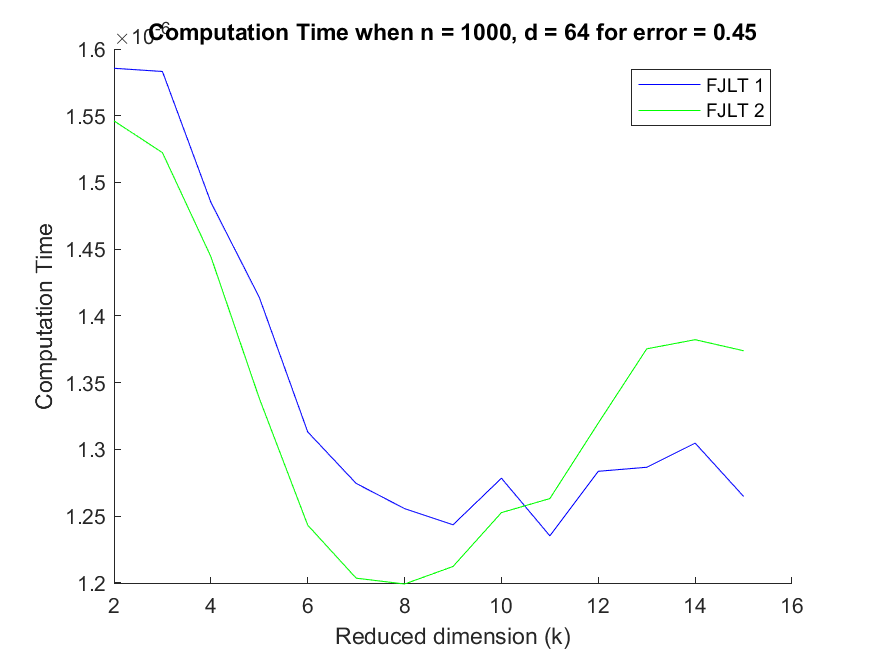 ×10-6
Computation Time when n = 1000, d = 64 for error = 0.45
FJLT 1
FJLT 2
Computation Time
1.6
1.55
1.5
1.45
1.4
1.35
1.3
1.25
1.2
2 4 6 8 10 12 14 16
Reduced dimension (k)